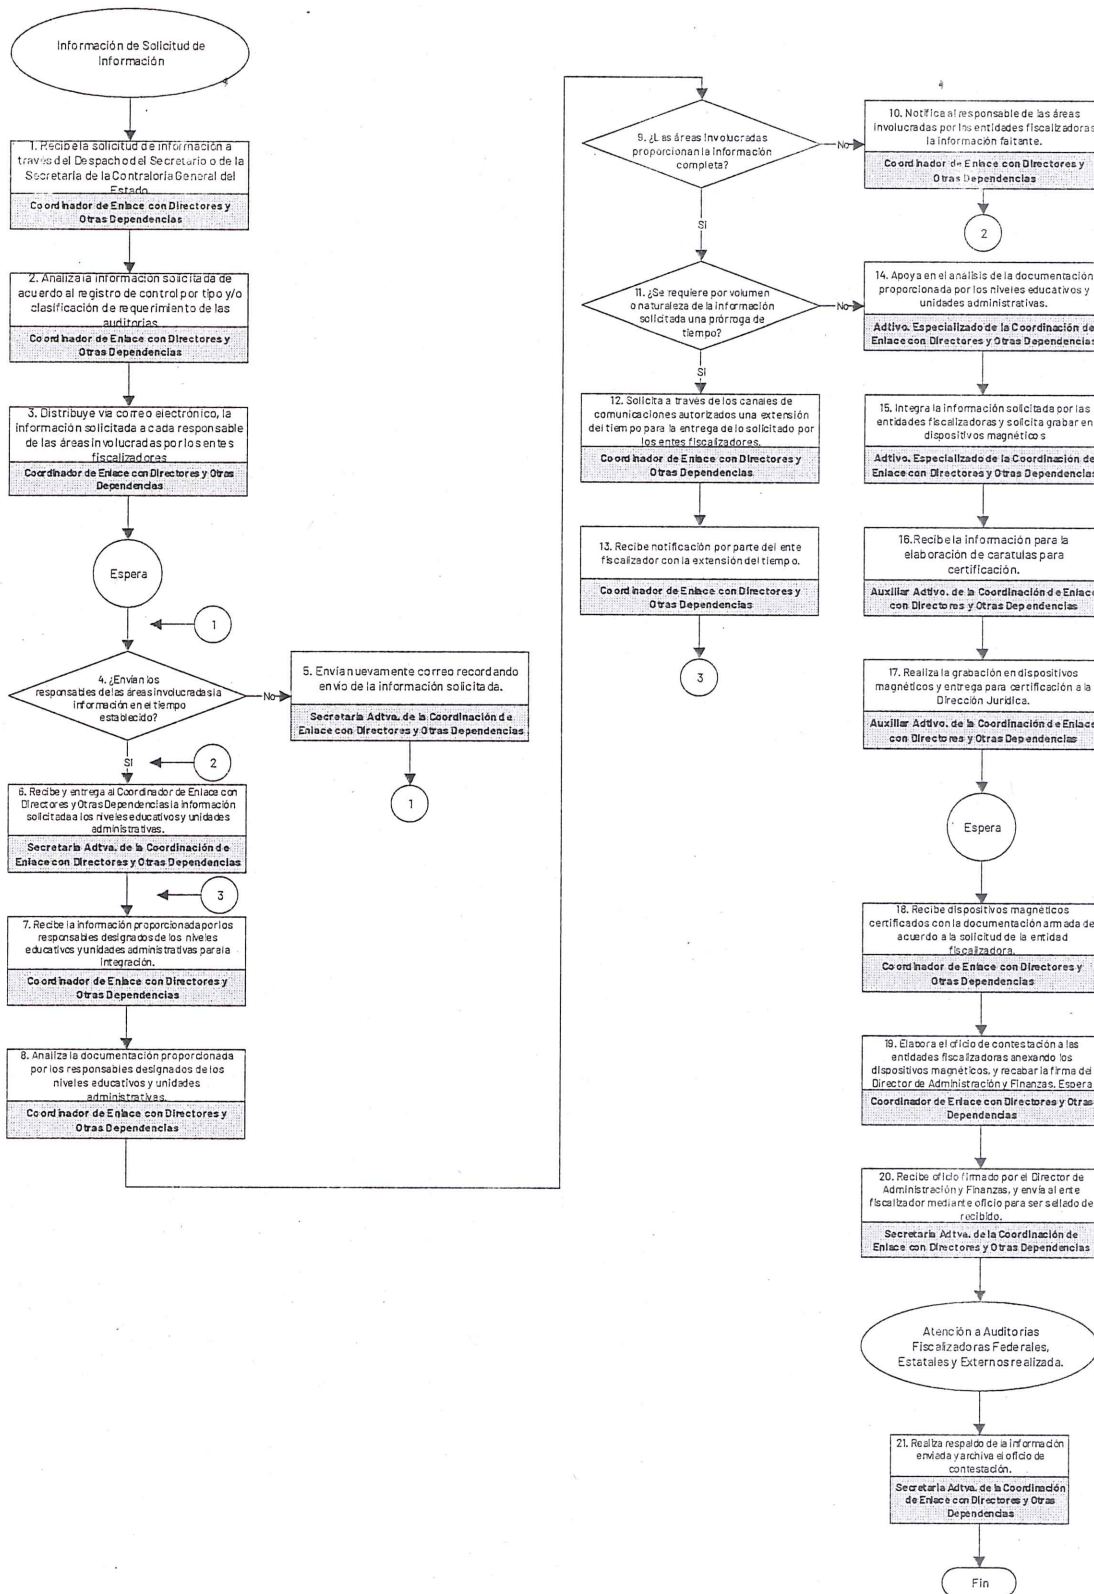 Información de Solicitud de
Información
1. Recibe la solicitud de información a
través del Despacho del Secretario o de la
Secretaría de la Contraloría General del
Estado.
Coordinador de Enlace con Directores y
Otras Dependencias
2. Analiza la información solicitada de
acuerdo al registro de control por tipo y/o
clasificación de requerimiento de las
auditorias.
Coordinador de Enlace con Directores y
Otras Dependencias
3. Distribuye vía correo electrónico, la
información solicitada a cada responsable
de las áreas involucradas por los entes
fiscalizadores
Coordinador de Enlace con Directores y Otras
Dependencias
Espera
1
4. ¿Envían los
responsables de las áreas involucradas la
información en el tiempo
establecido?
No
5. Envía nuevamente correo recordando
envío de la información solicitada.
Secretaria Adtva. de la Coordinación de
Enlace con Directores y Otras Dependencias
1
SI
2
6. Recibe y entrega al Coordinador de Enlace con
Directores y Otras Dependencias la información
solicitada a los niveles educativos y unidades
administrativas.
Secretaria Adtva. de la Coordinación de
Enlace con Directores y Otras Dependencias
3
7. Recibe la información proporcionada por los
responsables designados de los niveles
educativos y unidades administrativas para la
integración.
Coordinador de Enlace con Directores y
Otras Dependencias
8. Analiza la documentación proporcionada
por los responsables designados de los
niveles educativos y unidades
administrativas.
Coordinador de Enlace con Directores y
Otras Dependencias
9. ¿Las áreas involucradas
proporcionan la información
completa?
No
10. Notifica al responsable de las áreas
involucradas por las entidades fiscalizadoras
la información faltante.
Coordinador de Enlace con Directores y
Otras Dependencias
2
SI
11. ¿Se requiere por volumen
o naturaleza de la información
solicitada una prórroga de
tiempo?
No
SI
12. Solicita a través de los canales de
comunicaciones autorizados una extensión
del tiempo para la entrega de lo solicitado por
los entes fiscalizadores.
Coordinador de Enlace con Directores y
Otras Dependencias
13. Recibe notificación por parte del ente
fiscalizador con la extensión del tiempo.
Coordinador de Enlace con Directores y
Otras Dependencias
3
14. Apoya en el análisis de la documentación
proporcionada por los niveles educativos y
unidades administrativas.
Adtivo. Especializado de la Coordinación de
Enlace con Directores y Otras Dependencias
15. Integra la información solicitada por las
entidades fiscalizadoras y solicita grabar en
dispositivos magnéticos
Adtivo. Especializado de la Coordinación de
Enlace con Directores y Otras Dependencias
16. Recibe la información para la
elaboración de caratulas para
certificación.
Auxiliar Adtivo. de la Coordinación de Enlace
con Directores y Otras Dependencias
17. Realiza la grabación en dispositivos
magnéticos y entrega para certificación a la
Dirección Jurídica.
Auxiliar Adtivo. de la Coordinación de Enlace
con Directores y Otras Dependencias
Espera
18. Recibe dispositivos magnéticos
certificados con la documentación armada de
acuerdo a la solicitud de la entidad
fiscalizadora.
Coordinador de Enlace con Directores y
Otras Dependencias
19. Elabora el oficio de contestación a las
entidades fiscalizadoras anexando los
dispositivos magnéticos, y recabar la firma del
Director de Administración y Finanzas. Espera
Coordinador de Enlace con Directores y Otras
Dependencias
20. Recibe oficio firmado por el Director de
Administración y Finanzas, y envía al ente
fiscalizador mediante oficio para ser sellado de
recibido.
Secretaria Adtva. de la Coordinación de
Enlace con Directores y Otras Dependencias
Atención a Auditorias
Fiscalizadoras Federales,
Estatales y Externos realizada.
21. Realiza respaldo de la información
enviada y archiva el oficio de
contestación.
Secretaria Adtva. de la Coordinación
de Enlace con Directores y Otras
Dependencias
Fin